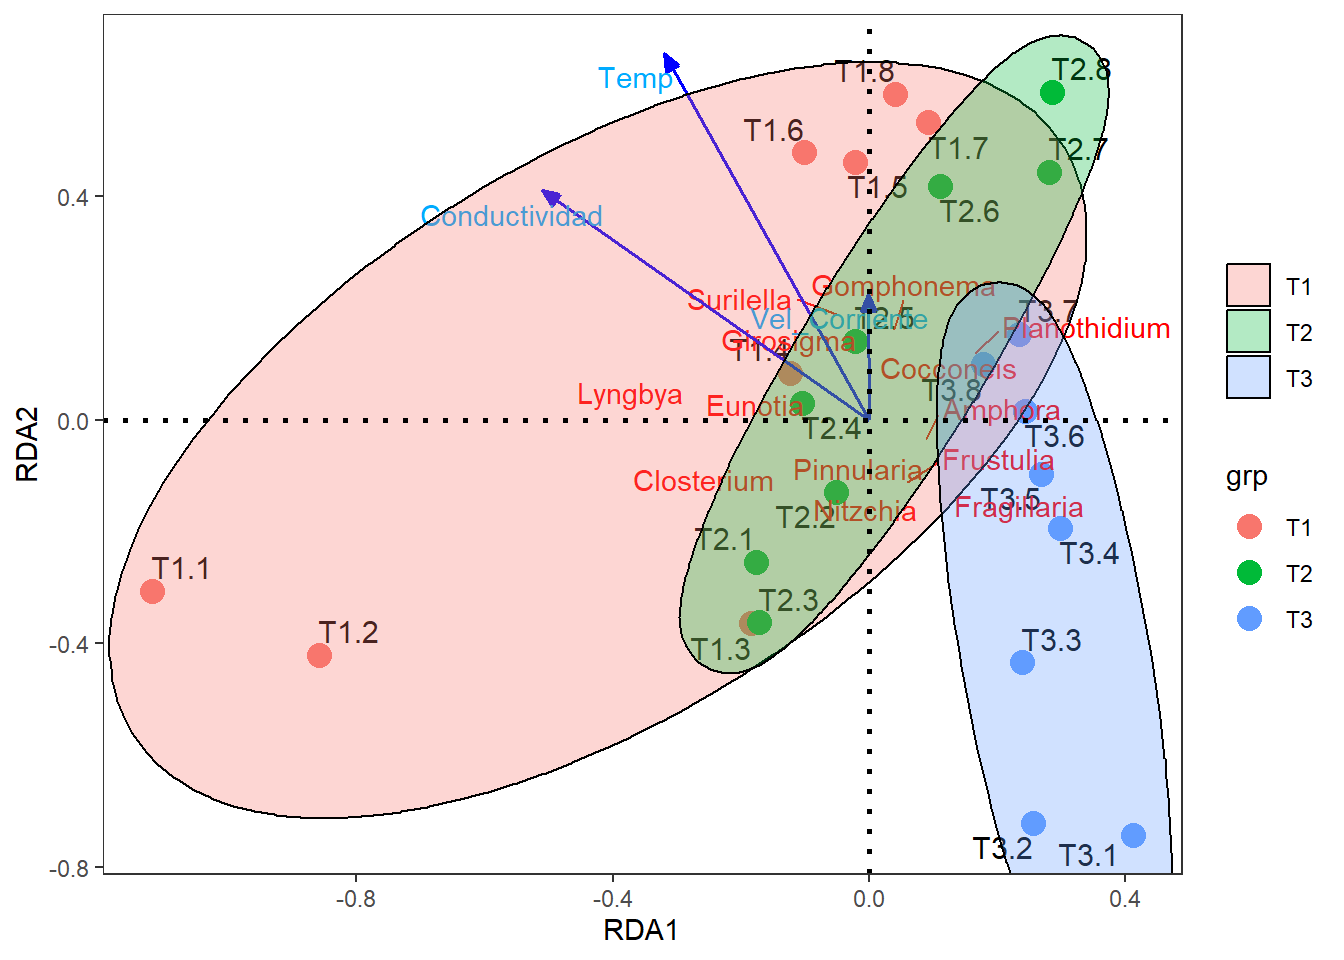 T2.8
T1.8
Temp
T1.6
T1.7
T2.7
T1.5
T2.6
0.4
Conductividad
Gomphonema
Surilella
T3.7
Vel_Corriente
T2.5
Planothidium
Girosigma
T1.4
Cocconeis
T3.8
Lyngbya
Eunotia
Amphora
0.0
T2.4
T3.6
Frustulia
Pinnularia
Closterium
T3.5
Fragillaria
Nitzchia
T2.2
T2.1
T3.4
T1.1
T2.3
T1.2
T3.3
T1.3
-0.4
T3.2
T3.1
-0.8
-0.8
-0.4
0.0
0.4
RDA1
RDA2
T1
T2
T3
grp
T1
T2
T3